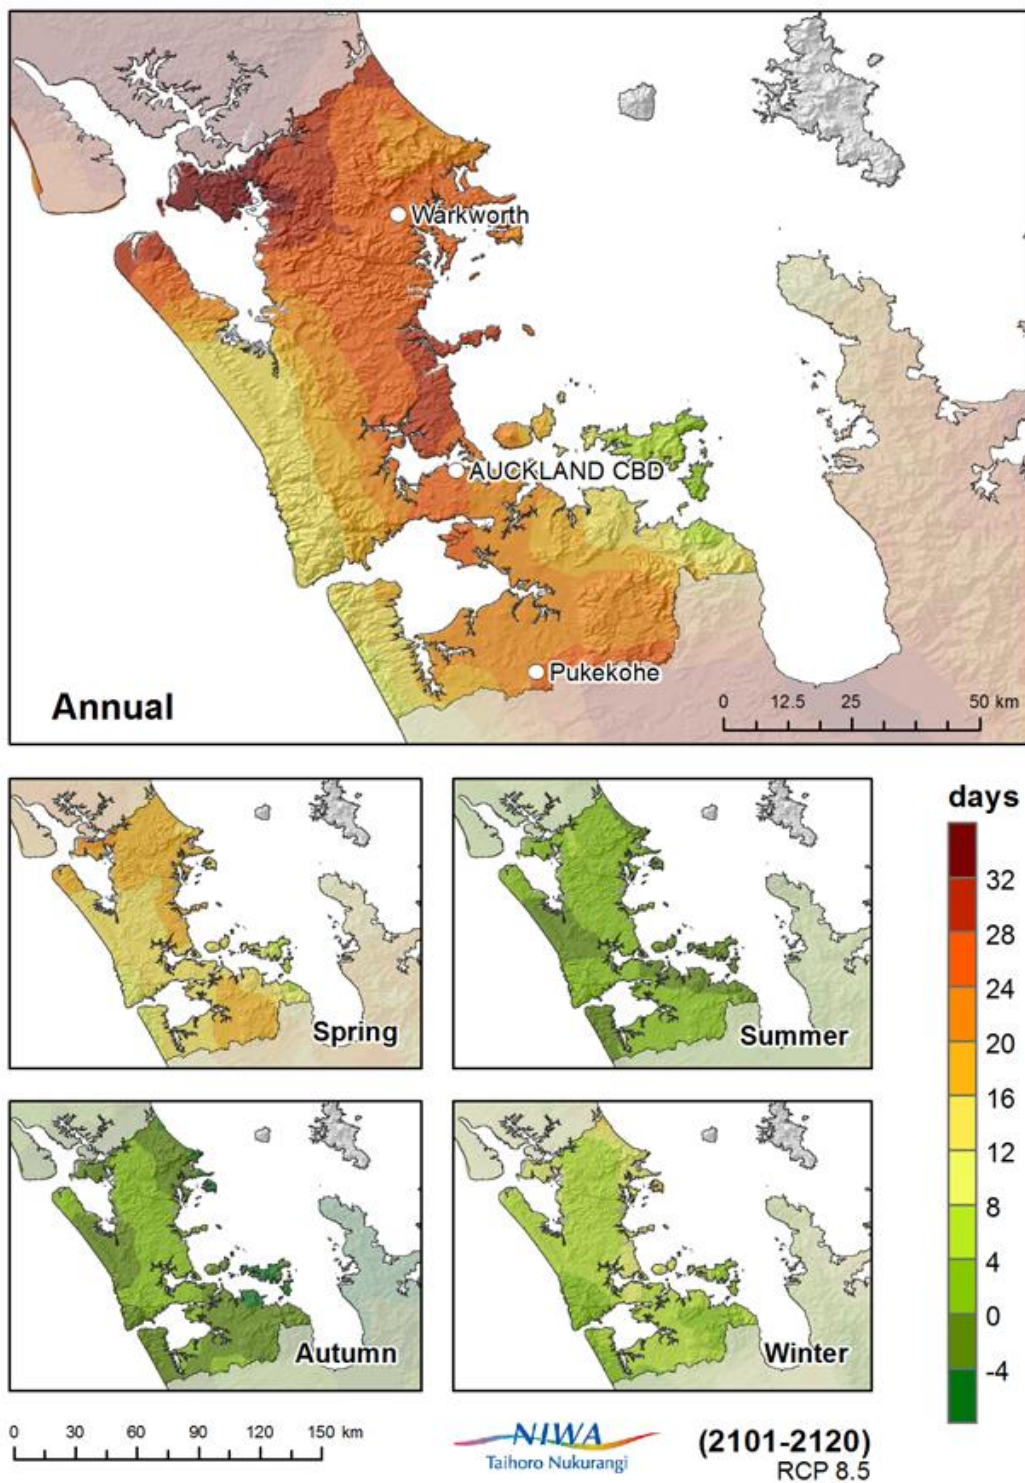 Warkworth
AUCKLAND CBD
Pukekohe
Annual
0 12.5 25 50 km
Spring
Summer
Autumn
Winter
days
32
28
24
20
16
12
8
4
0
-4
0 30 60 90 120 150 km
NIWA
Taihoro Nukurangi
(2101-2120)
RCP 8.5